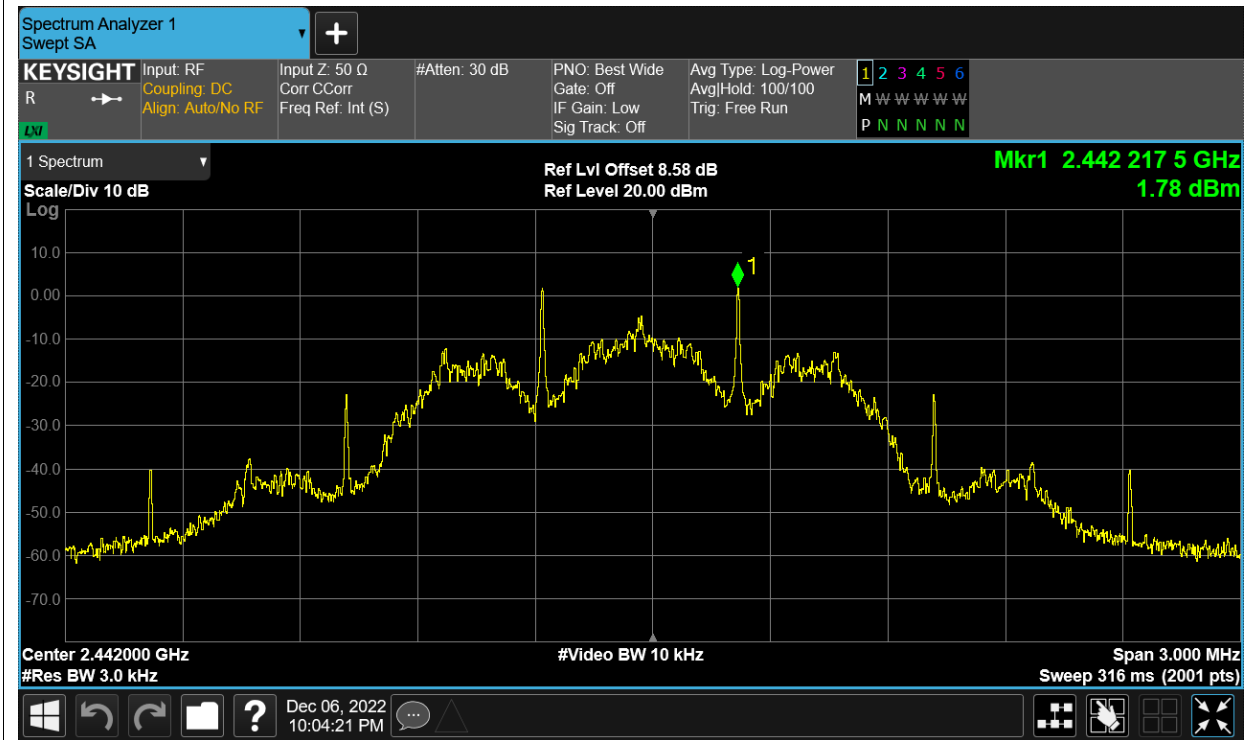 Spectrum Analyzer 1
Swept SA
KEYSIGHT
R
LXI
Input: RF
Coupling: DC
Align: Auto/No RF
Input Z: 50 Ω
Corr CCorr
Freq Ref: Int (S)
#Atten: 30 dB
PNO: Best Wide
Gate: Off
IF Gain: Low
Sig Track: Off
Avg Type: Log-Power
Avg|Hold: 100/100
Trig: Free Run
1 2 3 4 5 6
M W W W W W
P N N N N N
1 Spectrum
Scale/Div 10 dB
Log
Ref Lvl Offset 8.58 dB
Ref Level 20.00 dBm
Mkr1 2.442 217 5 GHz
1.78 dBm
1
10.0
0.00
-10.0
-20.0
-30.0
-40.0
-50.0
-60.0
-70.0
Center 2.442000 GHz
#Res BW 3.0 kHz
#Video BW 10 kHz
Span 3.000 MHz
Sweep 316 ms (2001 pts)
?
Dec 06, 2022
10:04:21 PM